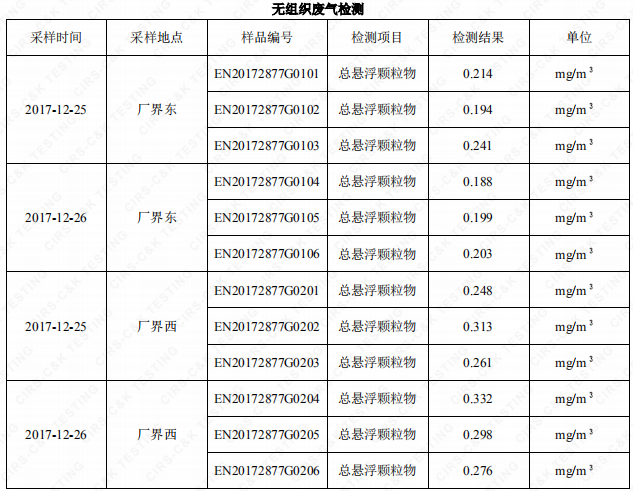 无组织废气检测
采样时间 采样地点 样品编号 检测项目 检测结果 单位
2017-12-25 厂界东 EN20172877G0101 总悬浮颗粒物 0.214 mg/m³
EN20172877G0102 总悬浮颗粒物 0.194 mg/m³
EN20172877G0103 总悬浮颗粒物 0.241 mg/m³
2017-12-26 厂界东 EN20172877G0104 总悬浮颗粒物 0.188 mg/m³
EN20172877G0105 总悬浮颗粒物 0.199 mg/m³
EN20172877G0106 总悬浮颗粒物 0.203 mg/m³
2017-12-25 厂界西 EN20172877G0201 总悬浮颗粒物 0.248 mg/m³
EN20172877G0202 总悬浮颗粒物 0.313 mg/m³
EN20172877G0203 总悬浮颗粒物 0.261 mg/m³
2017-12-26 厂界西 EN20172877G0204 总悬浮颗粒物 0.332 mg/m³
EN20172877G0205 总悬浮颗粒物 0.298 mg/m³
EN20172877G0206 总悬浮颗粒物 0.276 mg/m³
CIRS-C&K TESTING